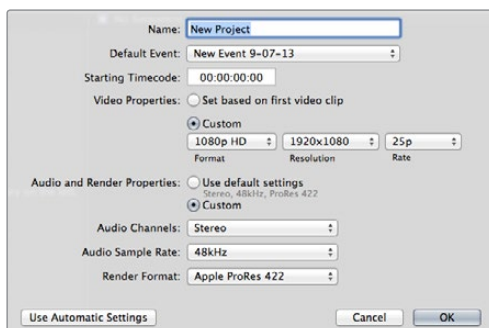 Name: New Project
Default Event: New Event 9-07-13
Starting Timecode: 00:00:00:00
Video Properties: Set based on first video clip
Custom
1080p HD 1920x1080 25p
Format Resolution Rate
Audio and Render Properties: Use default settings
Stereo, 48kHz, ProRes 422
Custom
Audio Channels: Stereo
Audio Sample Rate: 48kHz
Render Format: Apple ProRes 422
Use Automatic Settings Cancel OK